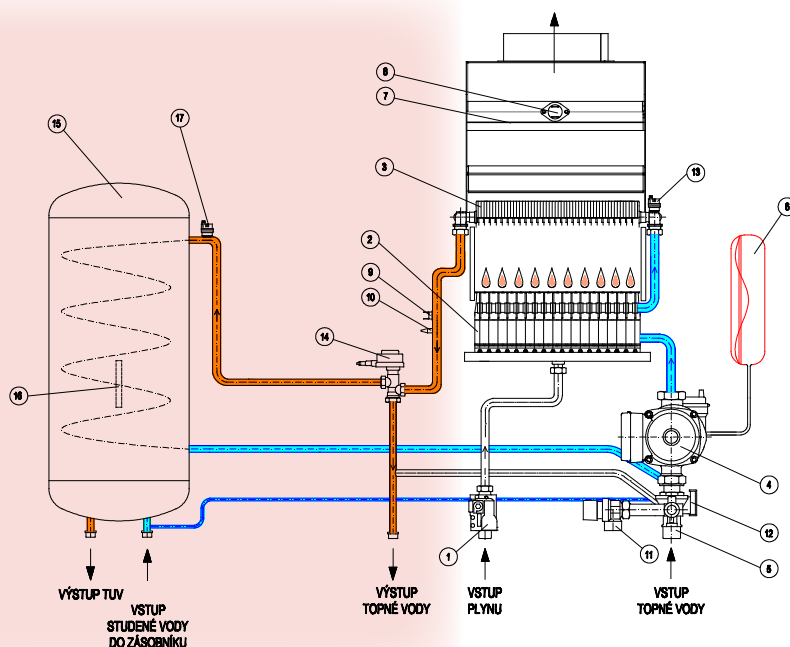 8
7
17
15
3
13
6
2
9
10
14
16
4
12
1
11
5
VÝSTUP TUV
VSTUP
STUDENÉ VODY
DO ZÁSOBNÍKU
VÝSTUP
TOPNÉ VODY
VSTUP
PLYNU
VSTUP
TOPNÉ VODY